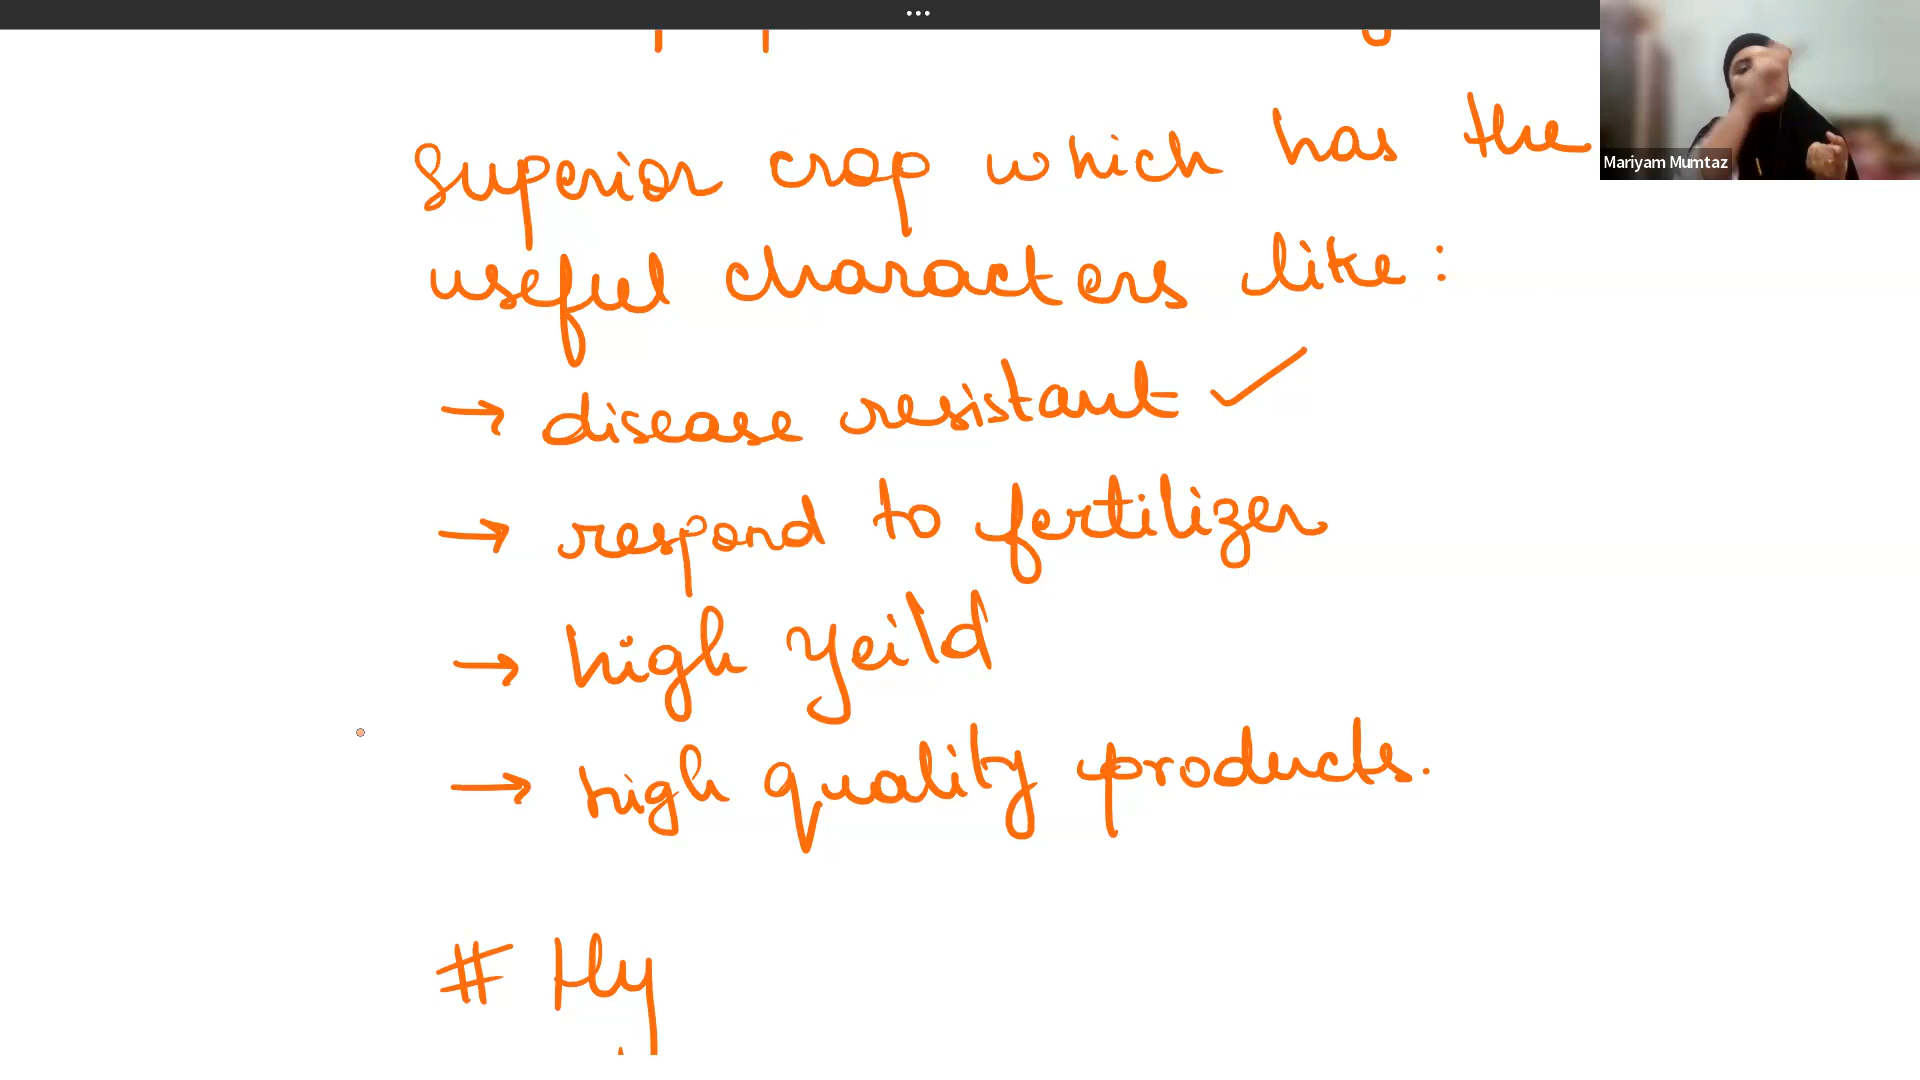 superior crop which has the
Mariyam Mumtaz
useful characters like:
→ disease resistant ✓
→ respond to fertilizer
→ high yeild
→ high quality products.
# Hy